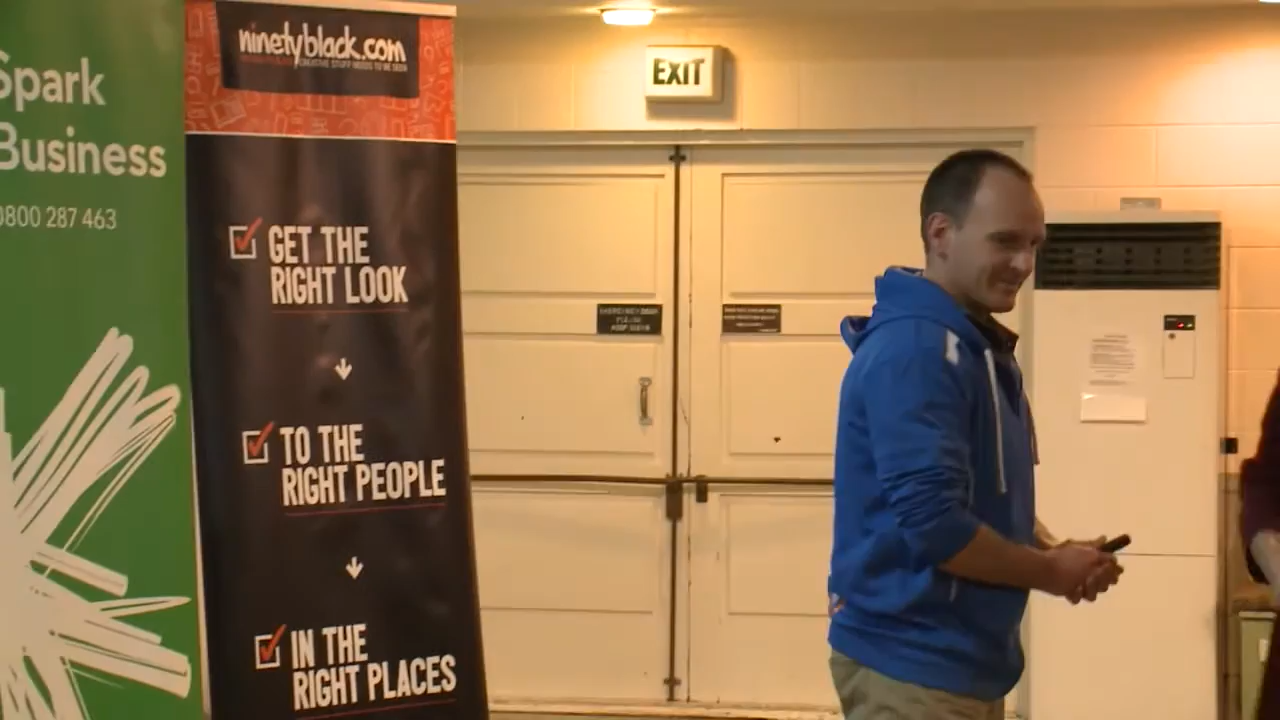 Spark
Business
0800 287 463
ninetyblack.com
CREATIVE STUFF NEEDS TO BE SEEN
GET THE
RIGHT LOOK
TO THE
RIGHT PEOPLE
IN THE
RIGHT PLACES
EXIT